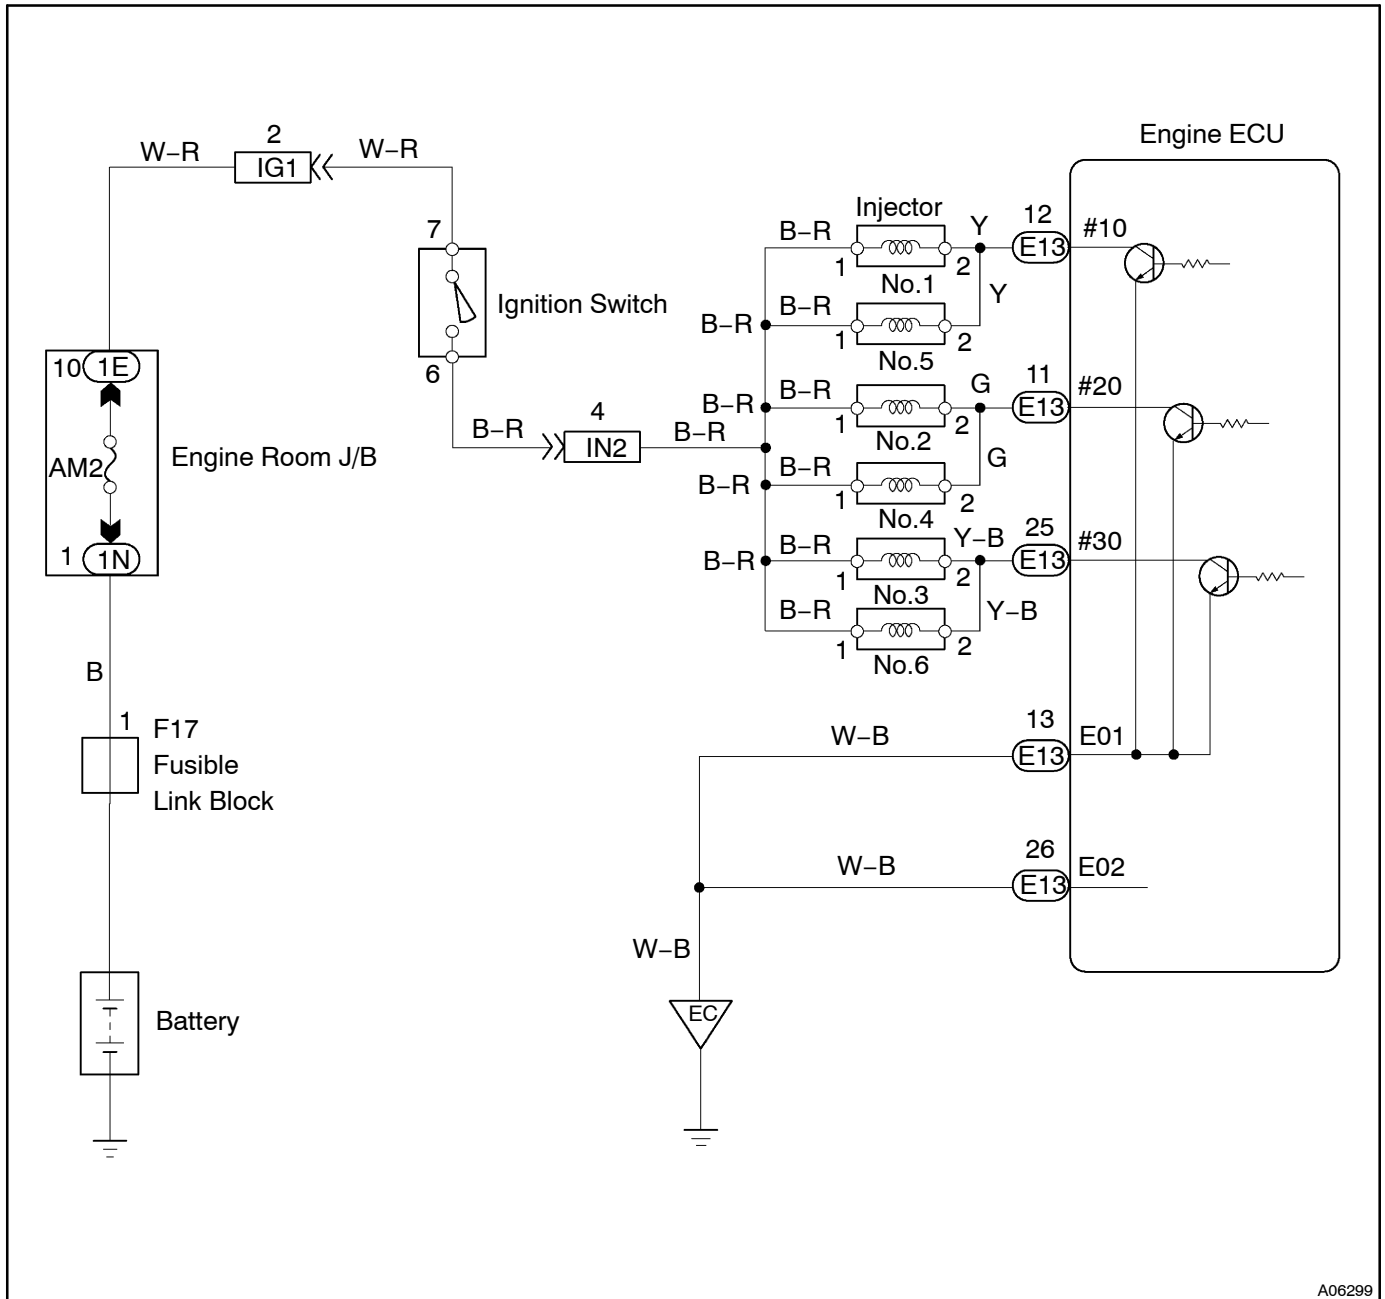 Engine ECU
2
W–R
IG1
W–R
7
Ignition Switch
6
10
1E
AM2
Engine Room J/B
1
1N
B–R
4
IN2
B–R
B
1
F17
Fusible
Link Block
Battery
Injector
B–R
1
2
No.1
Y
12
E13
#10
Y
B–R
B–R
1
2
No.5
B–R
B–R
1
2
No.2
G
11
E13
#20
G
B–R
B–R
1
2
No.4
B–R
B–R
1
2
No.3
Y–B
25
E13
#30
Y–B
B–R
1
2
No.6
W–B
13
E13
E01
W–B
26
E13
E02
W–B
EC
A06299